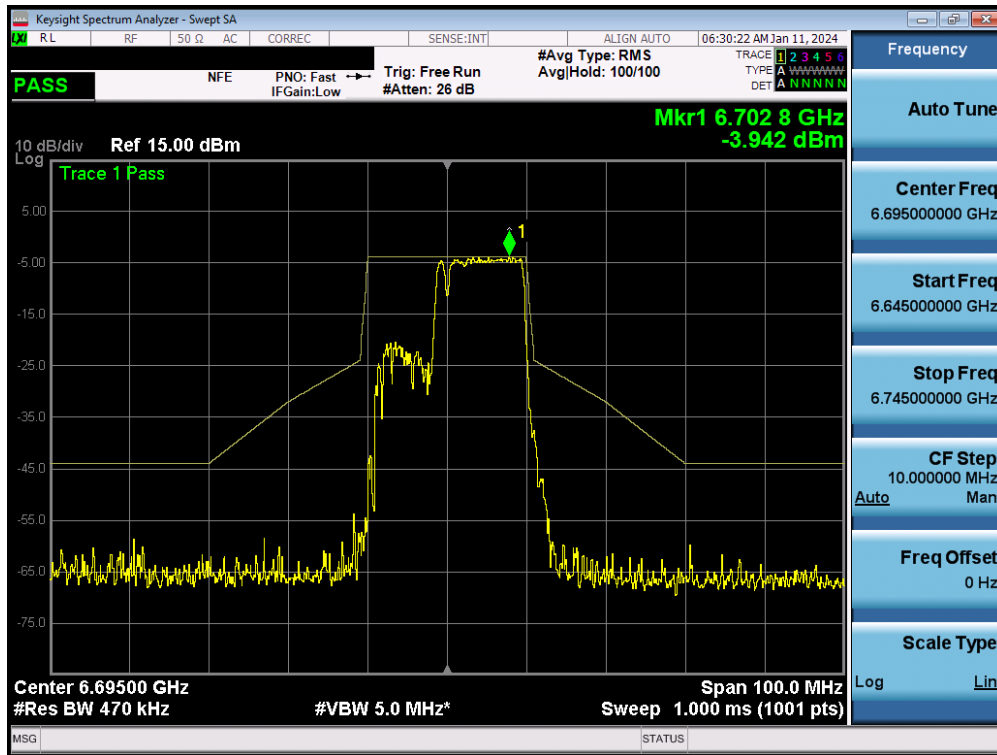 Keysight Spectrum Analyzer - Swept SA
LXI RL RF 50 Ω AC CORREC SENSE:INT ALIGN AUTO 06:30:22 AM Jan 11, 2024
PASS
NFE
PNO: Fast
IFGain:Low
Trig: Free Run
#Atten: 26 dB
#Avg Type: RMS
Avg|Hold: 100/100
TRACE 1 2 3 4 5 6
TYPE A WWWWWW
DET A N N N N N
Mkr1 6.702 8 GHz
-3.942 dBm
10 dB/div Ref 15.00 dBm
Log
Trace 1 Pass
1
5.00
-5.00
-15.0
-25.0
-35.0
-45.0
-55.0
-65.0
-75.0
Center 6.69500 GHz Span 100.0 MHz
#Res BW 470 kHz #VBW 5.0 MHz* Sweep 1.000 ms (1001 pts)
MSG STATUS
Frequency
Auto Tune
Center Freq
6.695000000 GHz
Start Freq
6.645000000 GHz
Stop Freq
6.745000000 GHz
CF Step
10.000000 MHz
Auto Man
Freq Offset
0 Hz
Scale Type
Log Lin